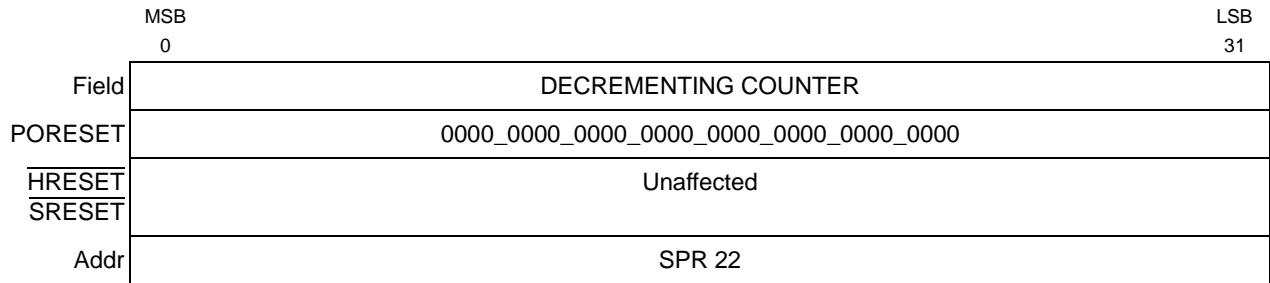 MSB LSB
0 31
Field DECREMENTING COUNTER
PORESET 0000_0000_0000_0000_0000_0000_0000_0000
HRESET Unaffected
SRESET
Addr SPR 22